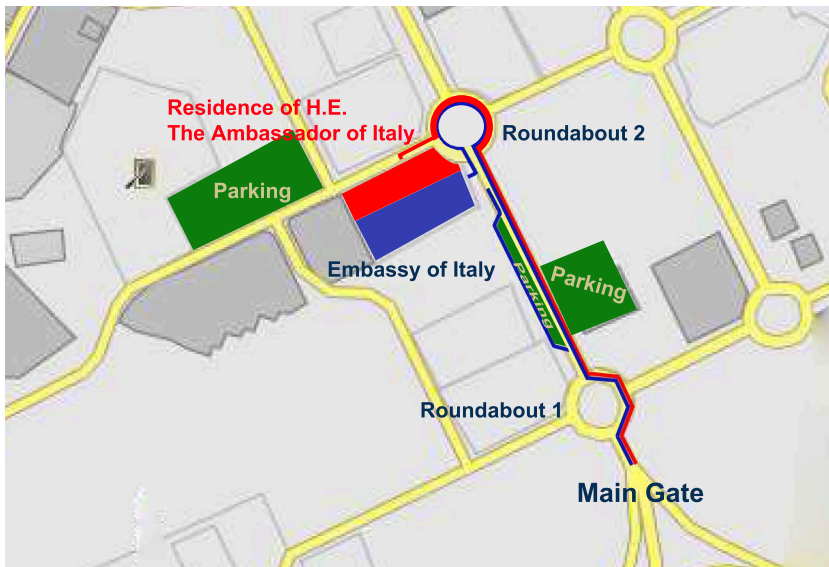 Residence of H.E.
The Ambassador of Italy
Roundabout 2
Parking
Embassy of Italy
Parking
Parking
Roundabout 1
Main Gate